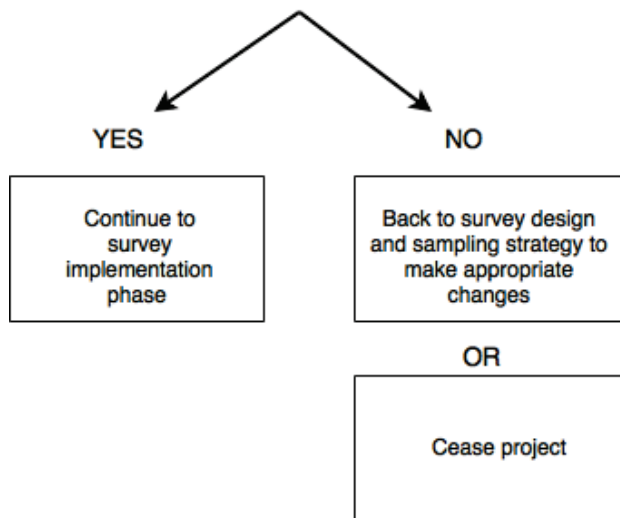 YES
NO
Continue to
survey
implementation
phase
Back to survey design
and sampling strategy to
make appropriate
changes
OR
Cease project